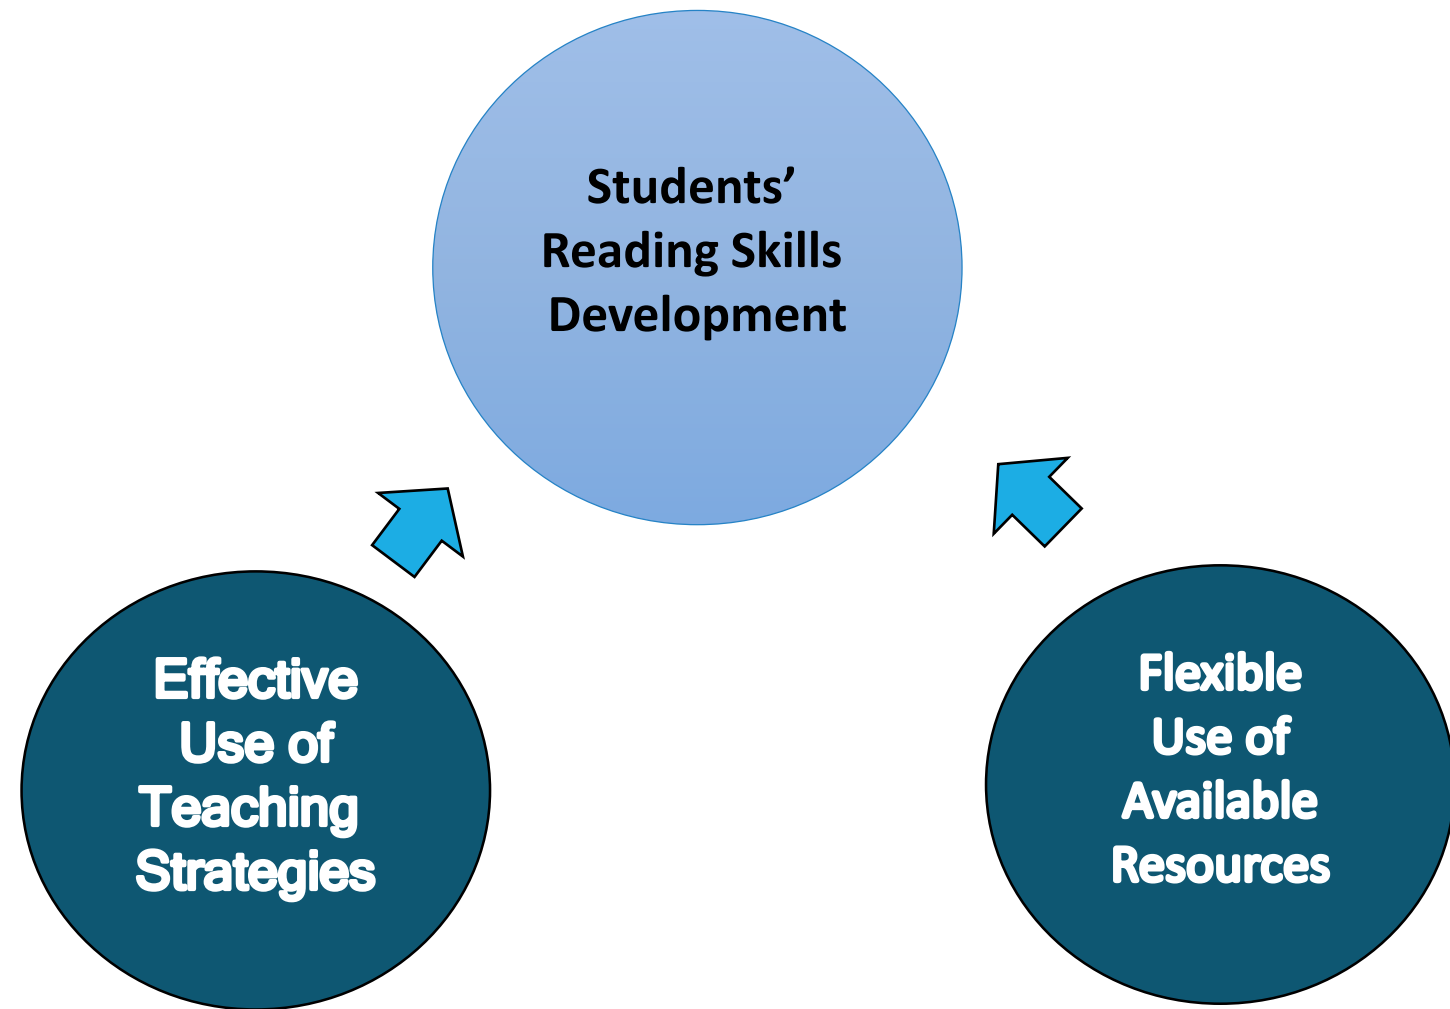 Students’
Reading Skills
Development
Effective
Use of
Teaching
Strategies
Flexible
Use of
Available
Resources